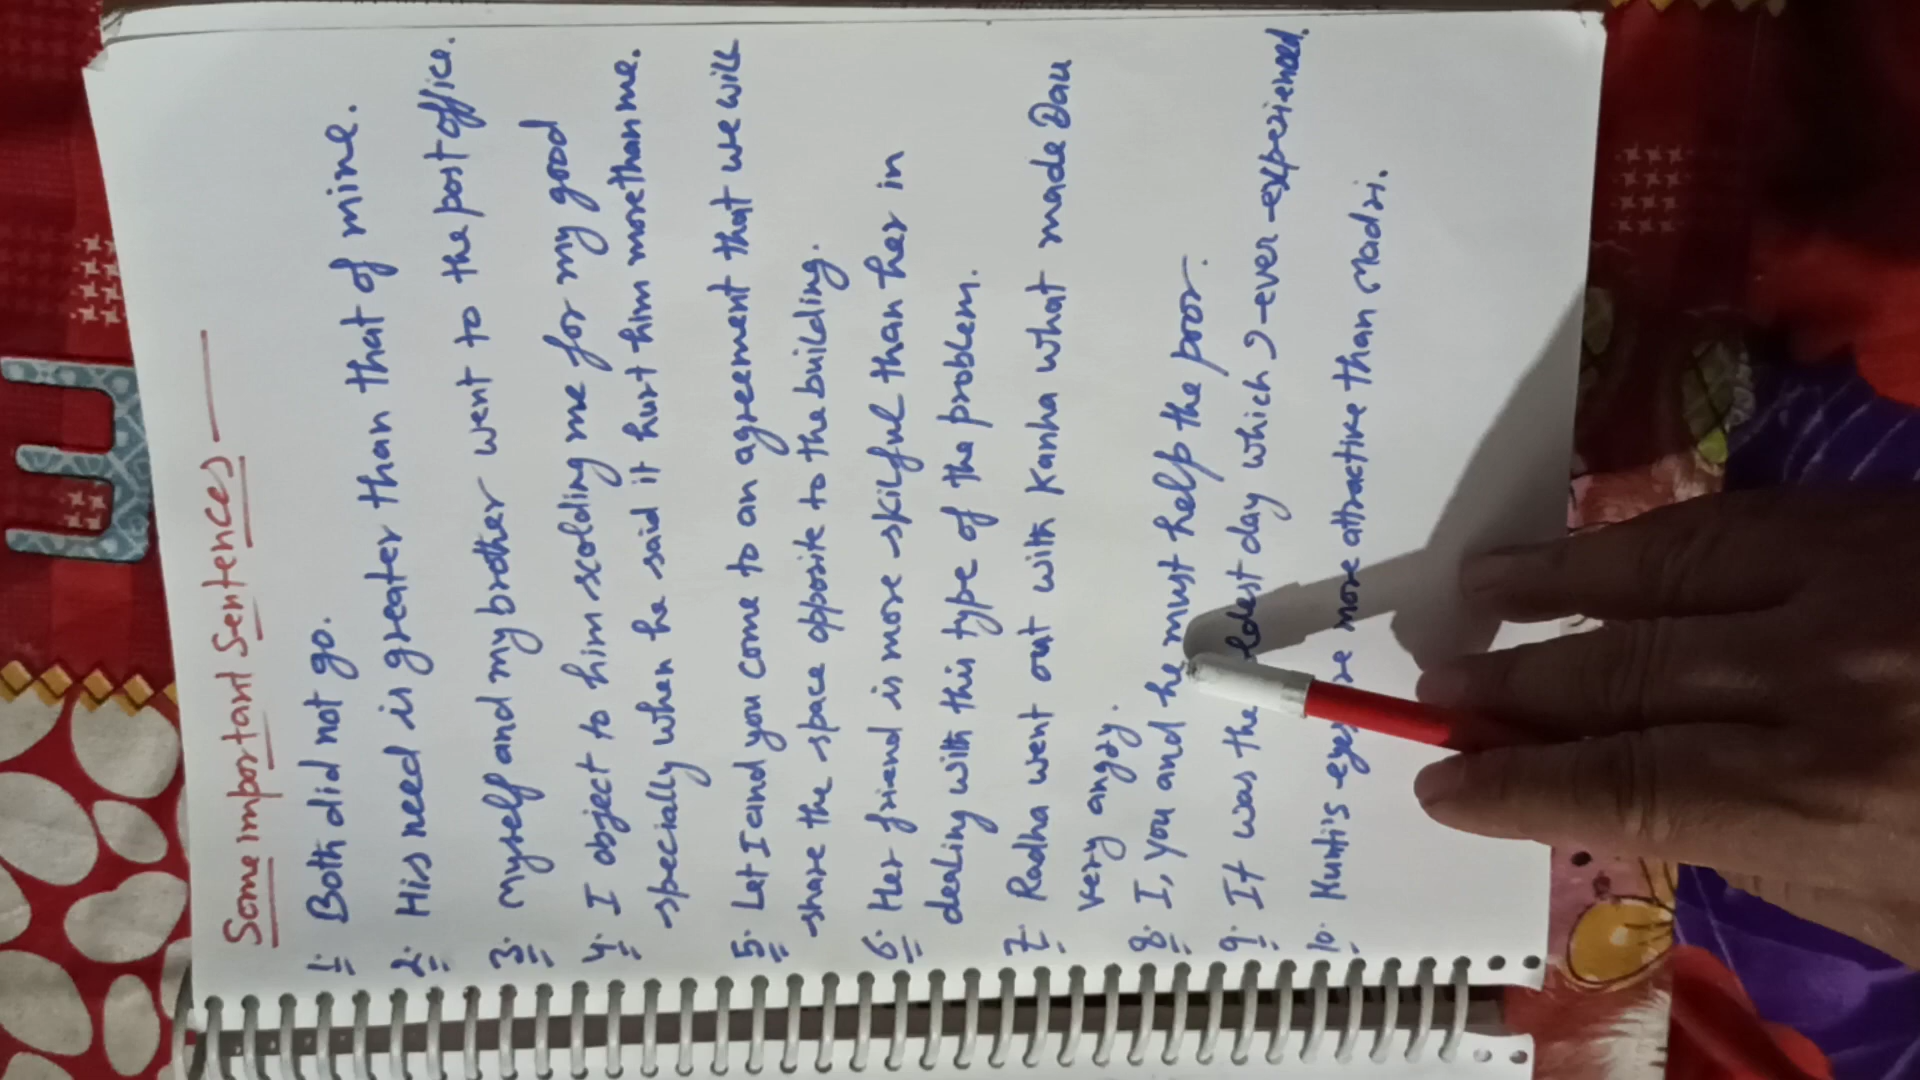 Some important Sentences
1. Both did not go.
2. His need is greater than that of mine.
3. myself and my brother went to the post office.
4. I object to him scolding me for my good
specially when he said it hurt him more than me.
5. Let I and you come to an agreement that we will
share the space opposite to the building.
6. Her friend is more skilful than her in
dealing with this type of the problem.
7. Radha went out with Kanha what made Dau
very angry.
8. I, you and he must help the poor.
9. It was the day which I ever experienced.
10. Kunti's more attractive than Madri.